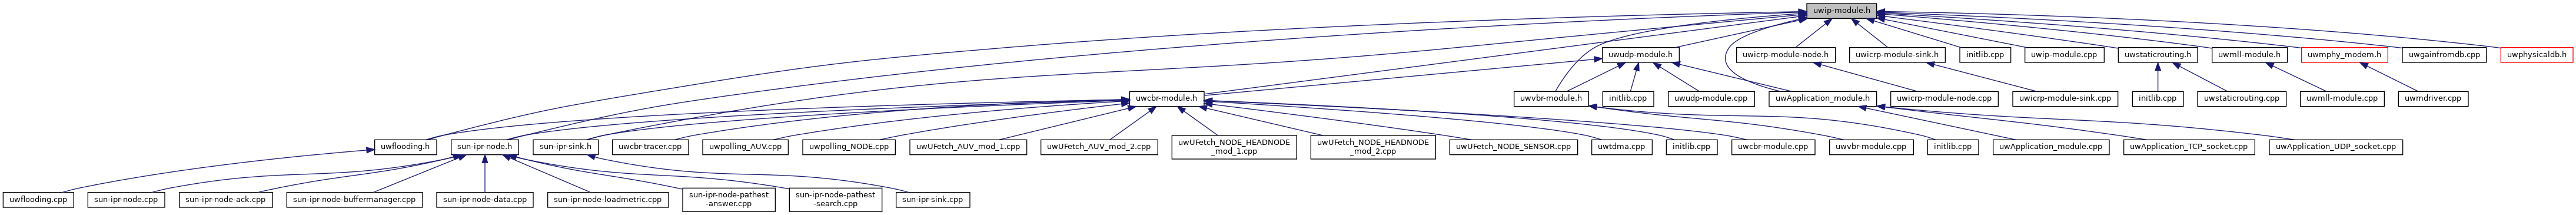 uwip-module.h
uwudp-module.h
uwicrp-module-node.h
uwicrp-module-sink.h
initlib.cpp
uwip-module.cpp
uwstaticrouting.h
uwmll-module.h
uwmphy_modem.h
uwgainfromdb.cpp
uwphysicaldb.h
uwcbr-module.h
uwvbr-module.h
initlib.cpp
uwudp-module.cpp
uwApplication_module.h
uwicrp-module-node.cpp
uwicrp-module-sink.cpp
initlib.cpp
uwstaticrouting.cpp
uwmll-module.cpp
uwmdriver.cpp
uwflooding.h
sun-ipr-node.h
sun-ipr-sink.h
uwcbr-tracer.cpp
uwpolling_AUV.cpp
uwpolling_NODE.cpp
uwUFetch_AUV_mod_1.cpp
uwUFetch_AUV_mod_2.cpp
uwUFetch_NODE_HEADNODE
_mod_1.cpp
uwUFetch_NODE_HEADNODE
_mod_2.cpp
uwUFetch_NODE_SENSOR.cpp
uwtdma.cpp
initlib.cpp
uwcbr-module.cpp
uwvbr-module.cpp
initlib.cpp
uwApplication_module.cpp
uwApplication_TCP_socket.cpp
uwApplication_UDP_socket.cpp
uwflooding.cpp
sun-ipr-node.cpp
sun-ipr-node-ack.cpp
sun-ipr-node-buffermanager.cpp
sun-ipr-node-data.cpp
sun-ipr-node-loadmetric.cpp
sun-ipr-node-pathest
-answer.cpp
sun-ipr-node-pathest
-search.cpp
sun-ipr-sink.cpp